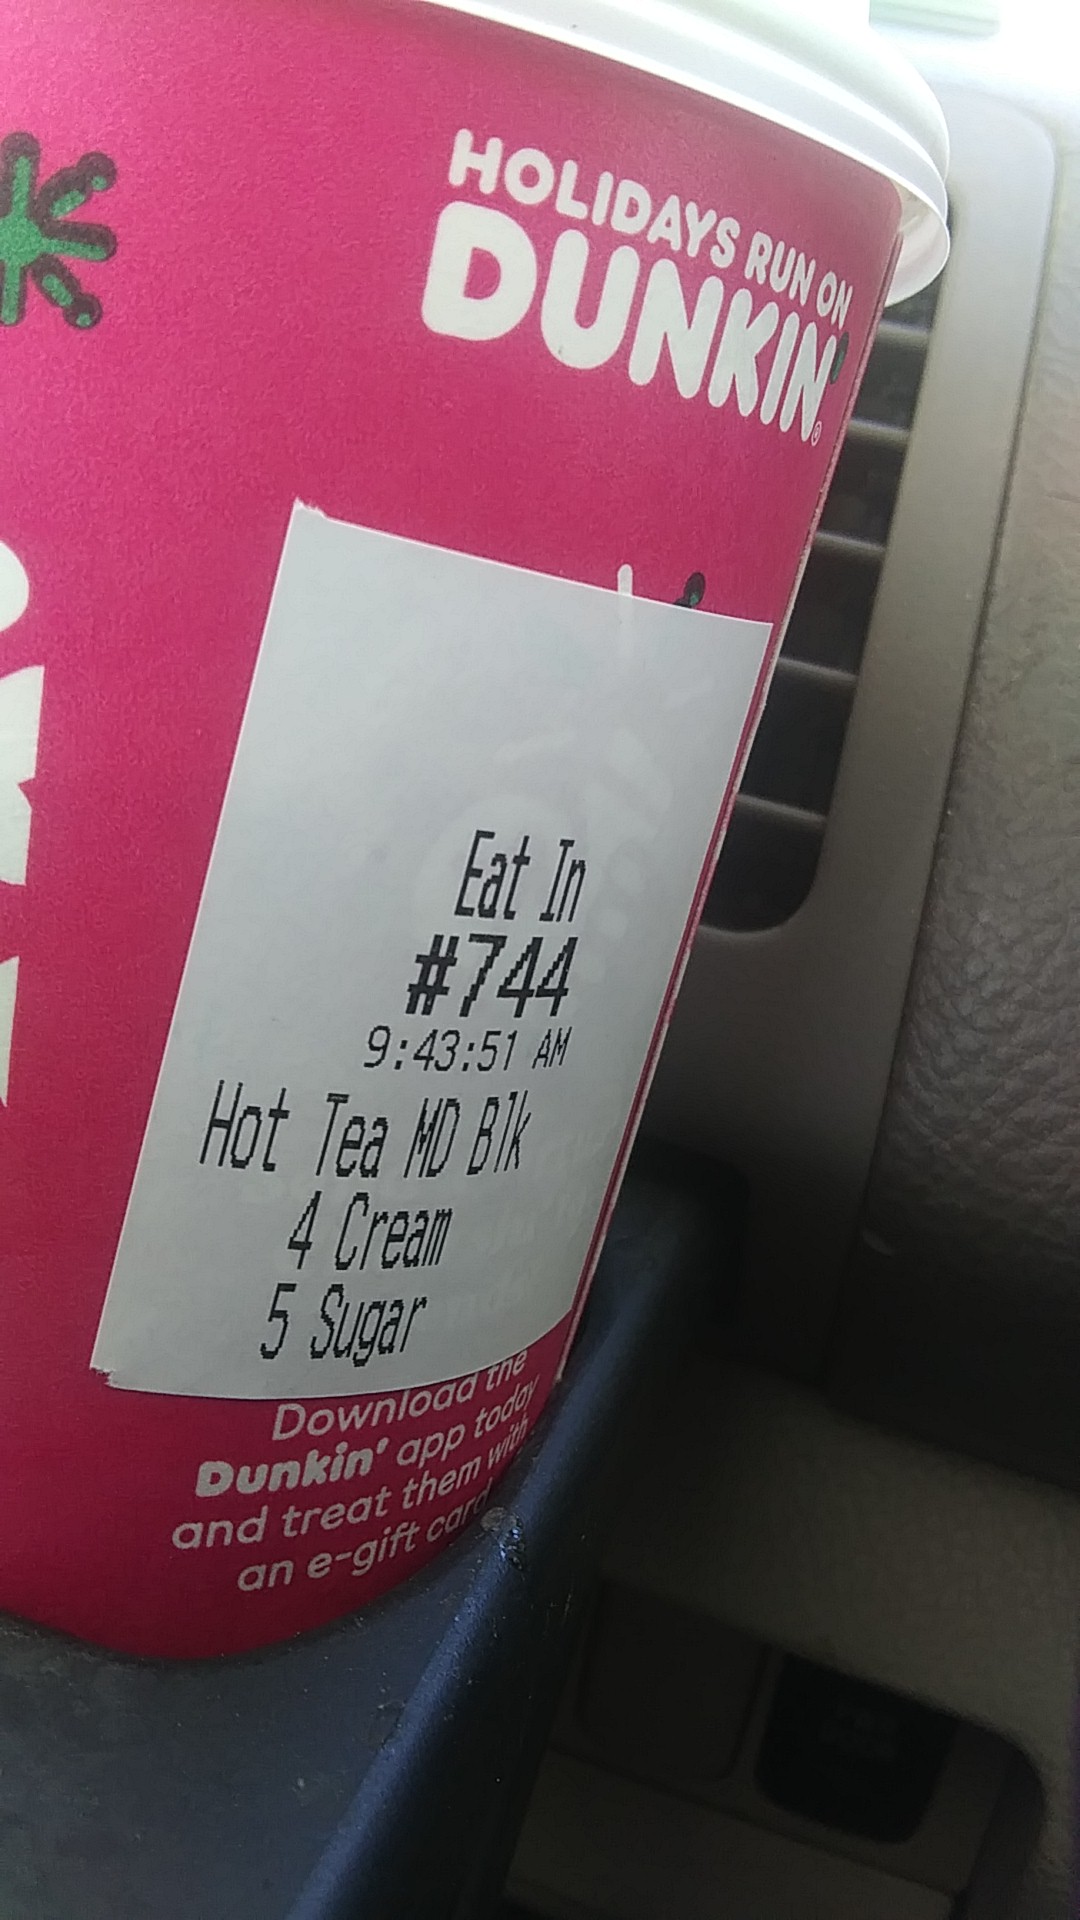 HOLIDAYS RUN ON
DUNKIN'
Eat In
#744
9:43:51 AM
Hot Tea MD Blk
4 Cream
5 Sugar
Download the
Dunkin' app today
and treat them with
an e-gift card